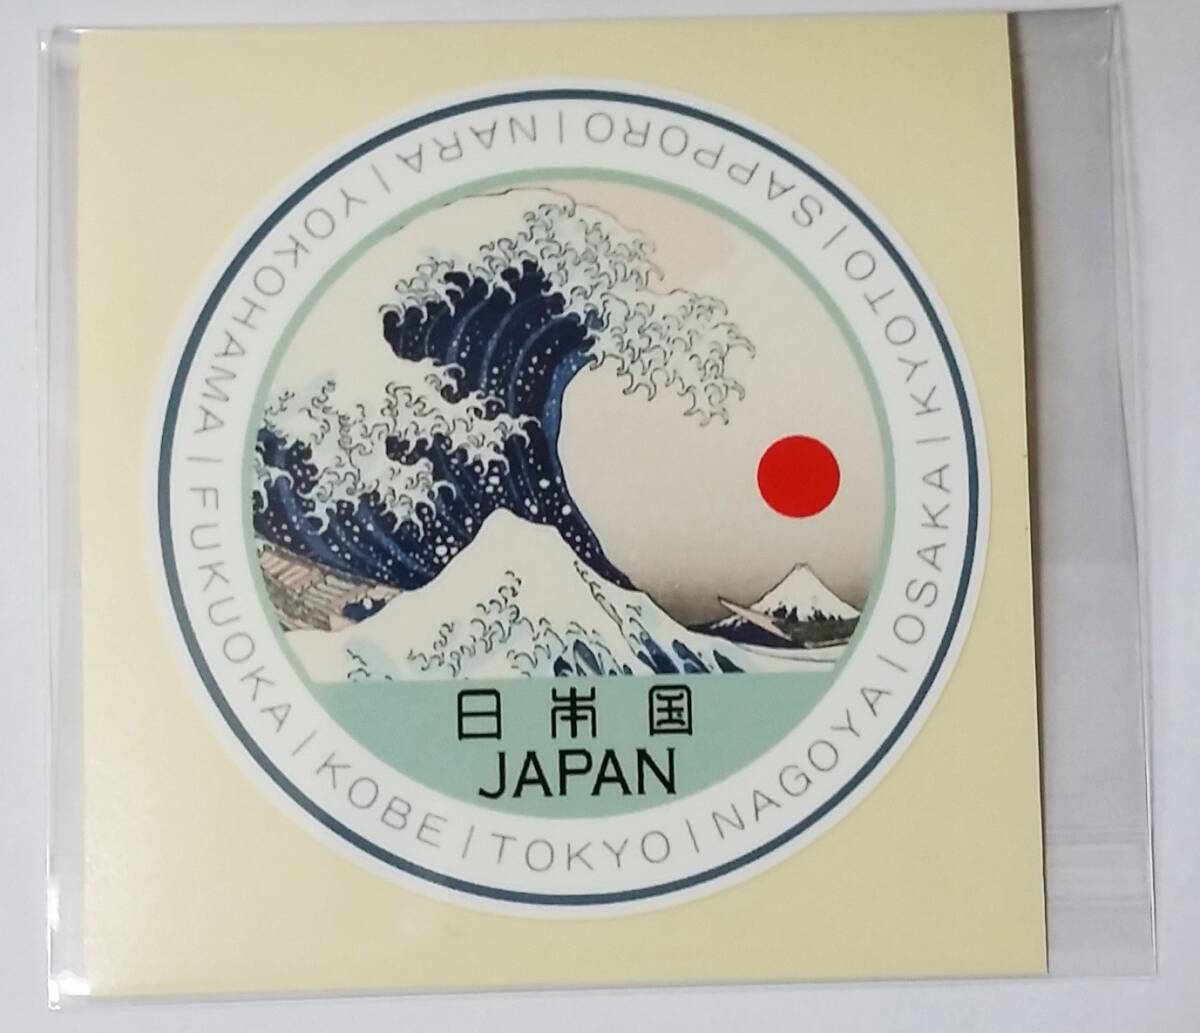 YOKOHAMA | FUKUOKA | KOBE | TOKYO | NAGOYA | OSAKA | KYOTO | SAPPORO | NARA |
日本国
JAPAN